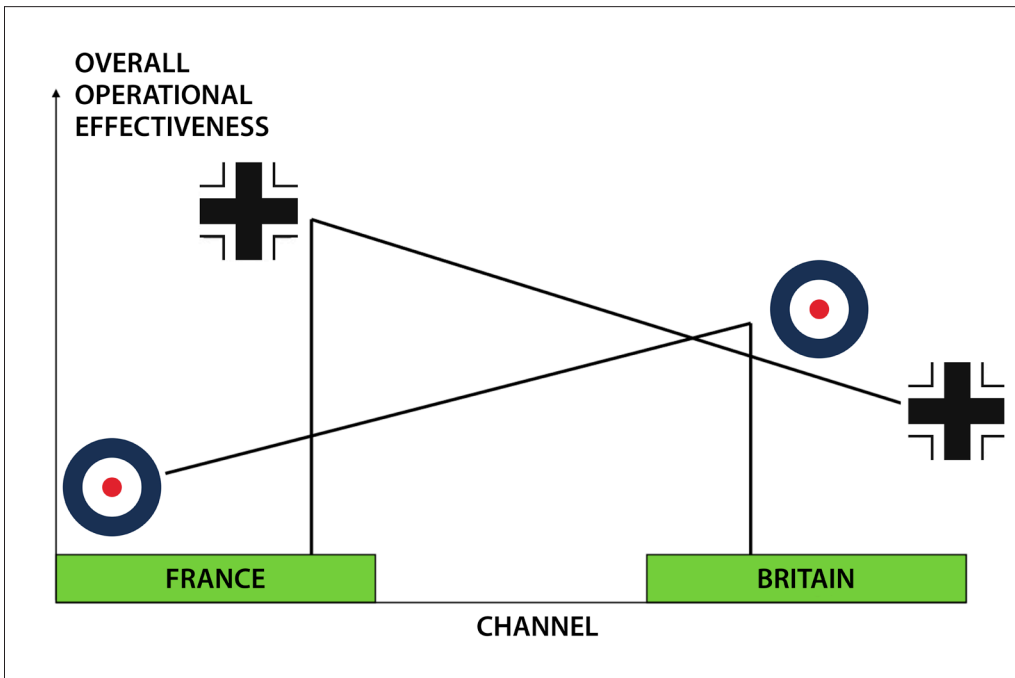 OVERALL
OPERATIONAL
EFFECTIVENESS
FRANCE
BRITAIN
CHANNEL